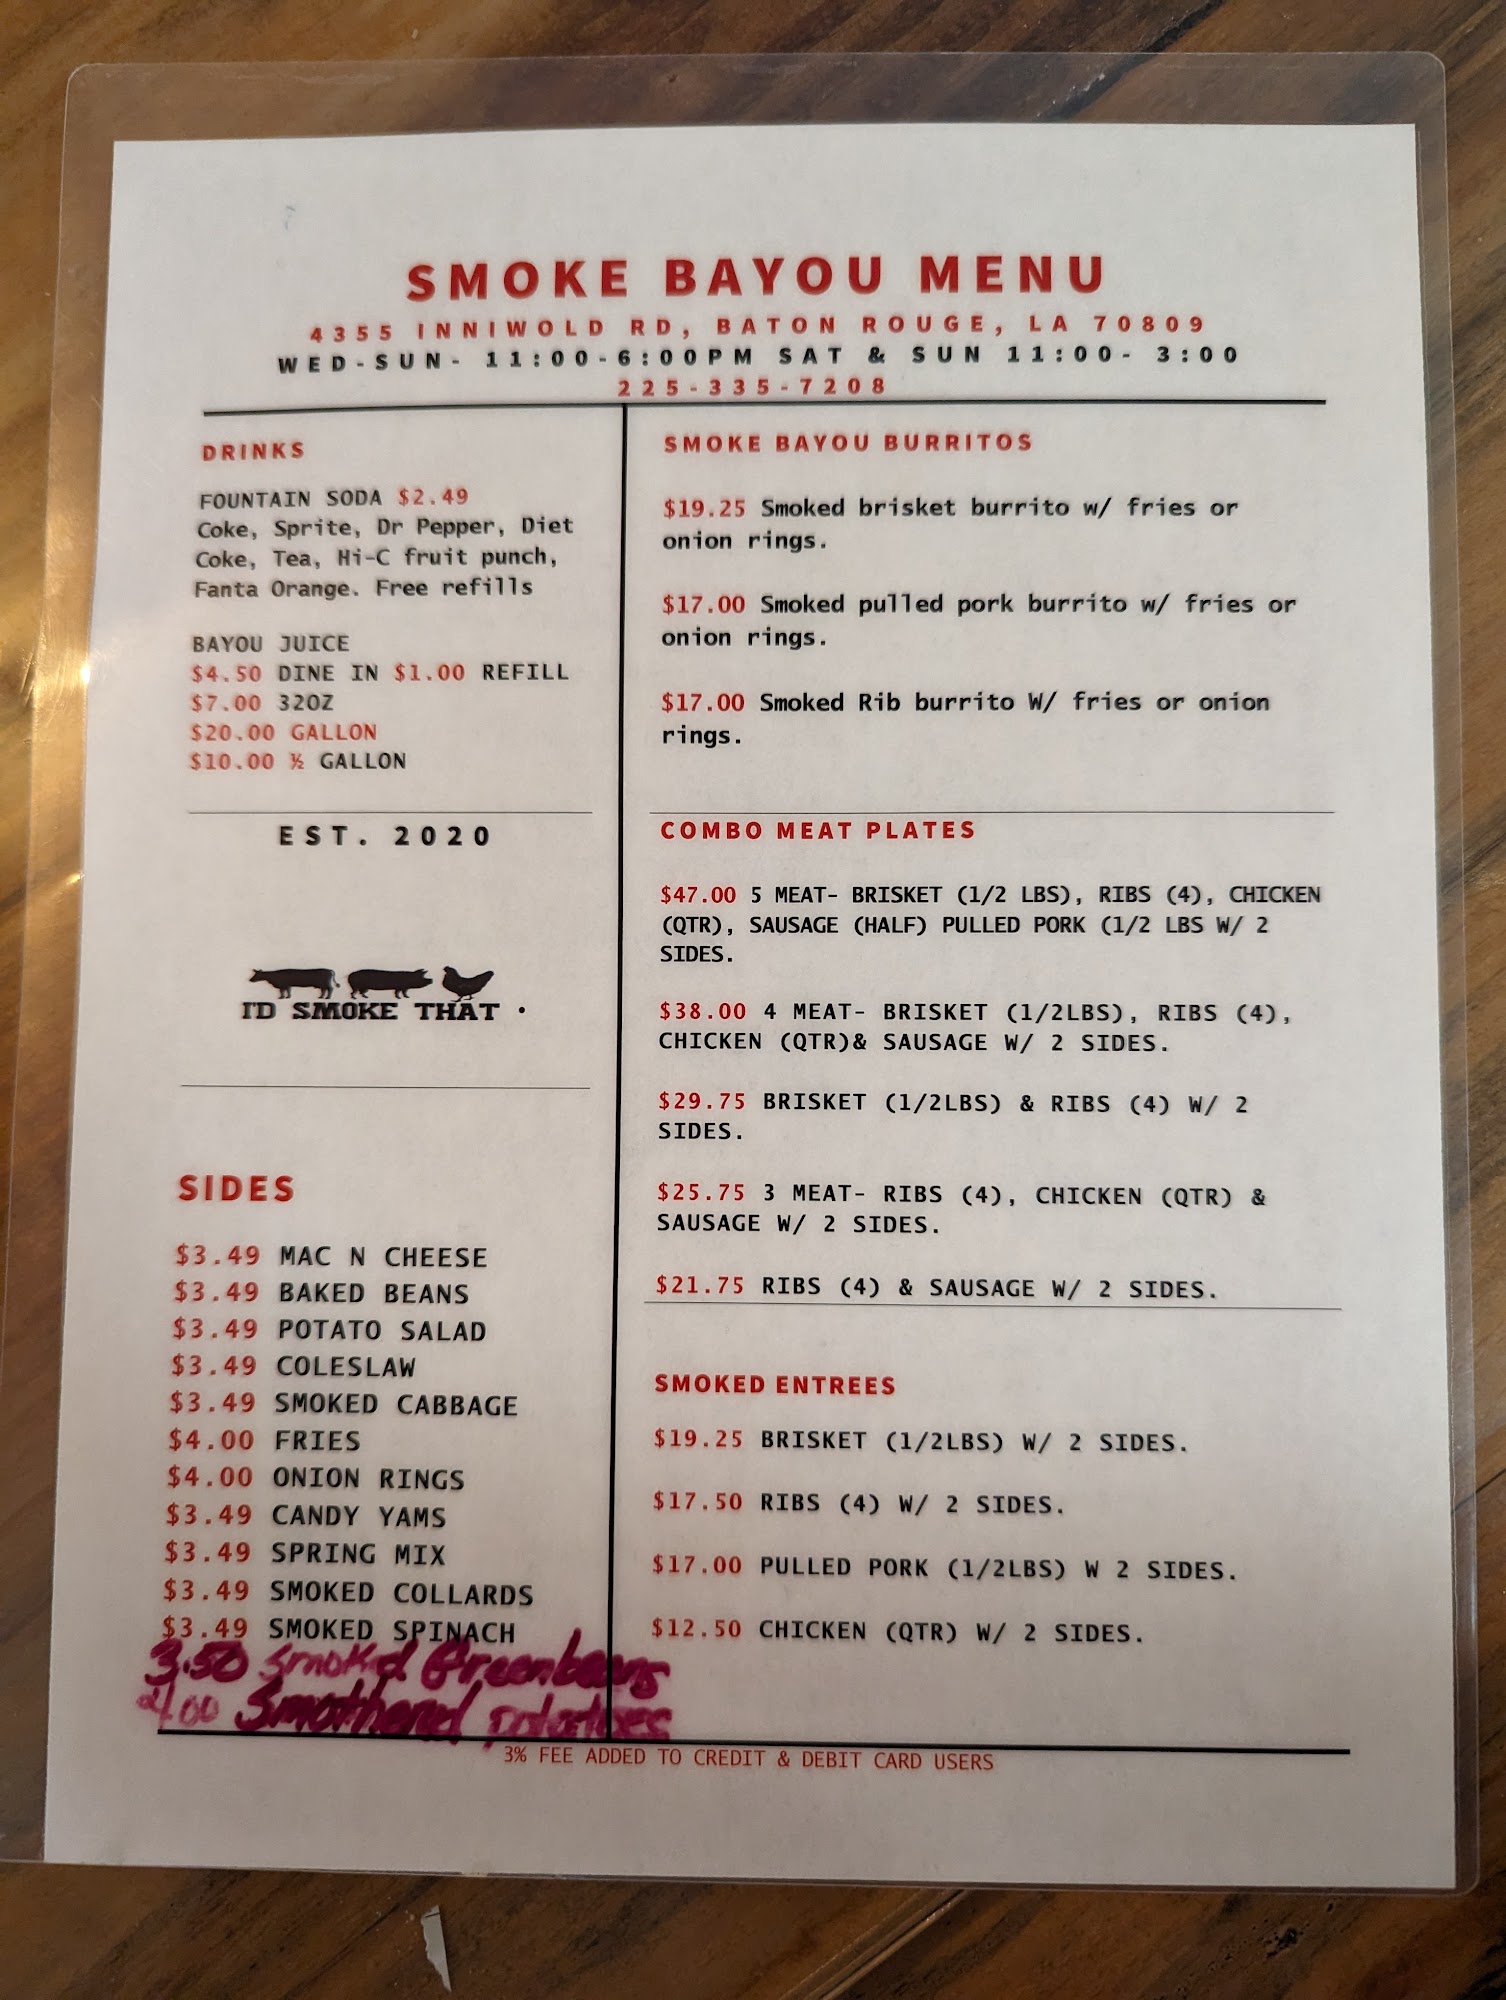 SMOKE BAYOU MENU
4355 INNIWOLD RD, BATON ROUGE, LA 70809
WED-SUN- 11:00-6:00PM SAT & SUN 11:00- 3:00
225-335-7208
DRINKS
FOUNTAIN SODA $2.49
Coke, Sprite, Dr Pepper, Diet
Coke, Tea, Hi-C fruit punch,
Fanta Orange. Free refills
BAYOU JUICE
$4.50 DINE IN $1.00 REFILL
$7.00 32OZ
$20.00 GALLON
$10.00 ½ GALLON
EST. 2020
I'D SMOKE THAT .
SIDES
$3.49 MAC N CHEESE
$3.49 BAKED BEANS
$3.49 POTATO SALAD
$3.49 COLESLAW
$3.49 SMOKED CABBAGE
$4.00 FRIES
$4.00 ONION RINGS
$3.49 CANDY YAMS
$3.49 SPRING MIX
$3.49 SMOKED COLLARDS
$3.49 SMOKED SPINACH
3.50 Smoked Greenbeans
4.00 Smothered potatoes
SMOKE BAYOU BURRITOS
$19.25 Smoked brisket burrito w/ fries or
onion rings.
$17.00 Smoked pulled pork burrito w/ fries or
onion rings.
$17.00 Smoked Rib burrito W/ fries or onion
rings.
COMBO MEAT PLATES
$47.00 5 MEAT- BRISKET (1/2 LBS), RIBS (4), CHICKEN
(QTR), SAUSAGE (HALF) PULLED PORK (1/2 LBS W/ 2
SIDES.
$38.00 4 MEAT- BRISKET (1/2LBS), RIBS (4),
CHICKEN (QTR)& SAUSAGE W/ 2 SIDES.
$29.75 BRISKET (1/2LBS) & RIBS (4) W/ 2
SIDES.
$25.75 3 MEAT- RIBS (4), CHICKEN (QTR) &
SAUSAGE W/ 2 SIDES.
$21.75 RIBS (4) & SAUSAGE W/ 2 SIDES.
SMOKED ENTREES
$19.25 BRISKET (1/2LBS) W/ 2 SIDES.
$17.50 RIBS (4) W/ 2 SIDES.
$17.00 PULLED PORK (1/2LBS) W 2 SIDES.
$12.50 CHICKEN (QTR) W/ 2 SIDES.
3% FEE ADDED TO CREDIT & DEBIT CARD USERS